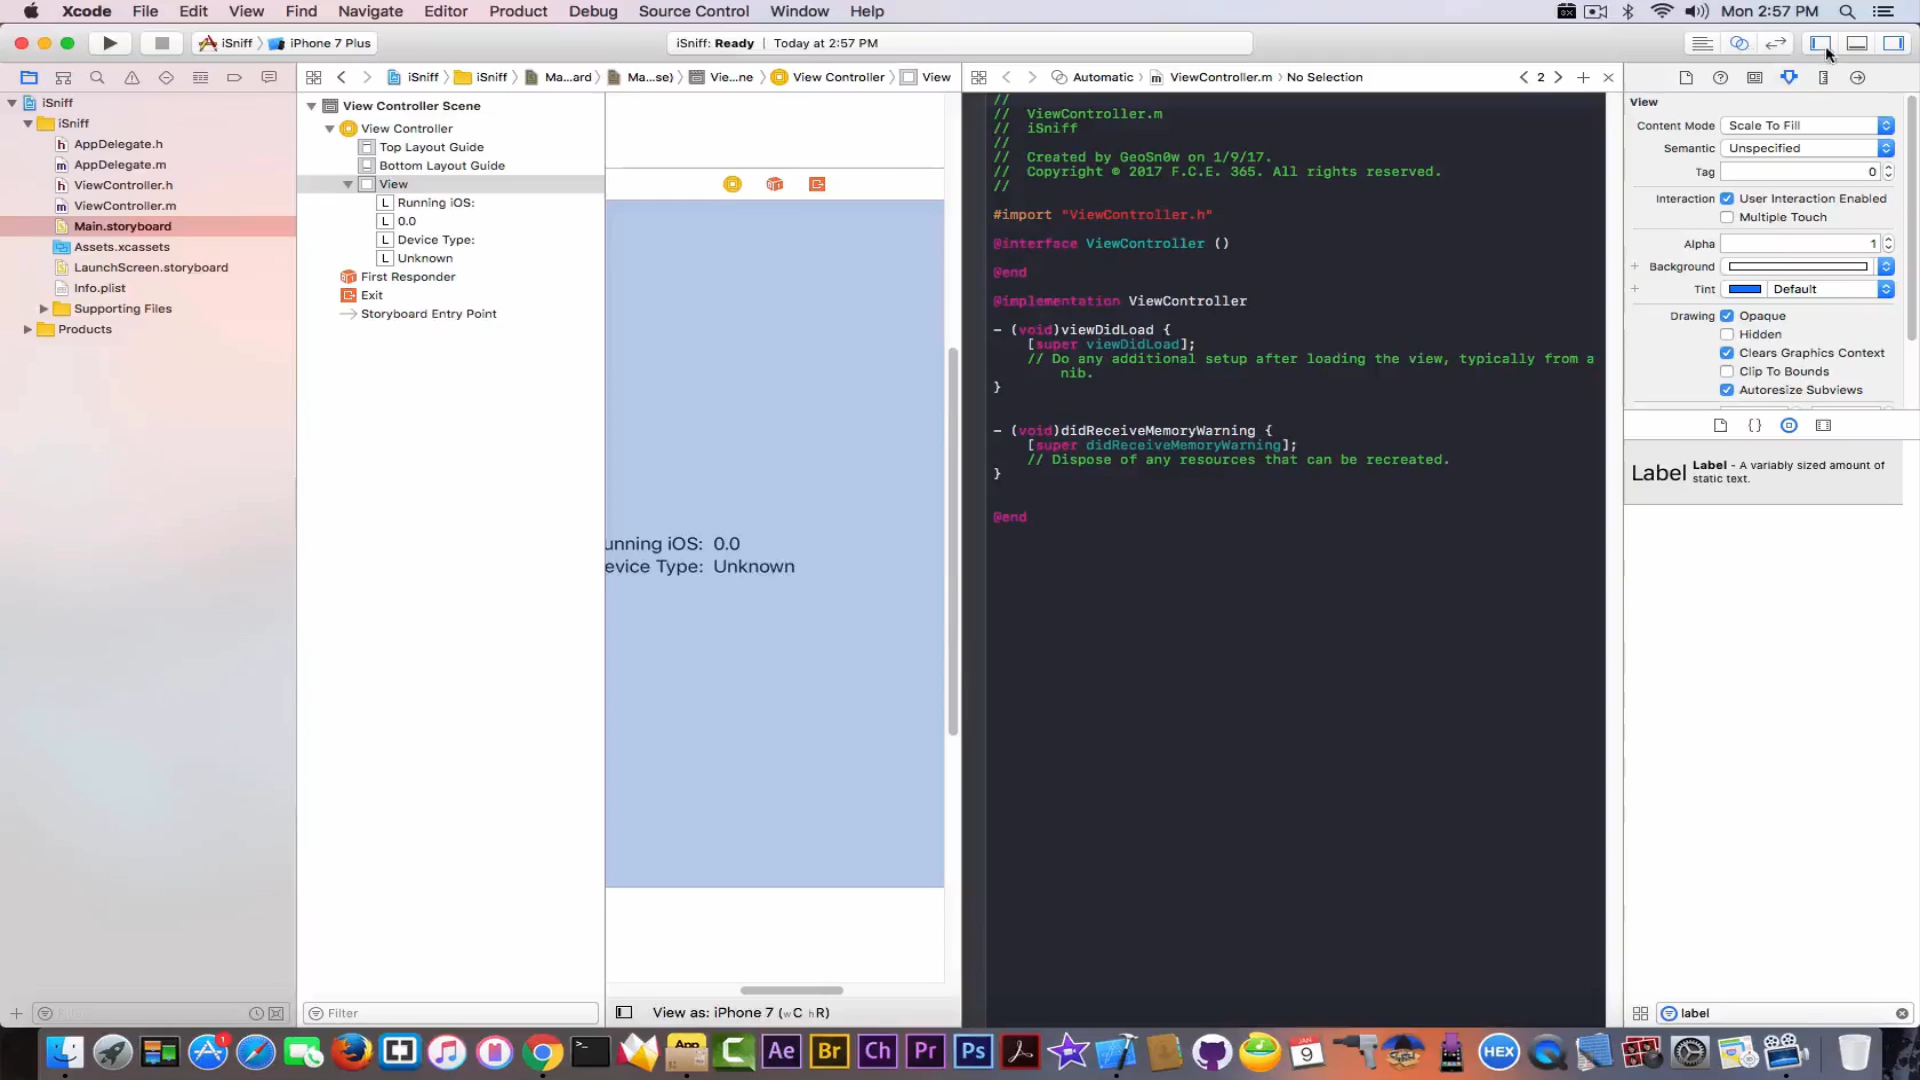 Xcode File Edit View Find Navigate Editor Product Debug Source Control Window Help Mon 2:57 PM
iSniff iPhone 7 Plus iSniff: Ready | Today at 2:57 PM
iSniff iSniff Ma...ard Ma...se) Vie...ne View Controller View Automatic ViewController.m No Selection 2
iSniff
iSniff
AppDelegate.h
AppDelegate.m
ViewController.h
ViewController.m
Main.storyboard
Assets.xcassets
LaunchScreen.storyboard
Info.plist
Supporting Files
Products
View Controller Scene
View Controller
Top Layout Guide
Bottom Layout Guide
View
L Running iOS:
L 0.0
L Device Type:
L Unknown
First Responder
Exit
Storyboard Entry Point
Filter
unning iOS: 0.0
evice Type: Unknown
View as: iPhone 7 (wC hR)
//
// ViewController.m
// iSniff
//
// Created by GeoSn0w on 1/9/17.
// Copyright © 2017 F.C.E. 365. All rights reserved.
//
#import "ViewController.h"
@interface ViewController ()
@end
@implementation ViewController
- (void)viewDidLoad {
[super viewDidLoad];
// Do any additional setup after loading the view, typically from a
nib.
}
- (void)didReceiveMemoryWarning {
[super didReceiveMemoryWarning];
// Dispose of any resources that can be recreated.
}
@end
View
Content Mode Scale To Fill
Semantic Unspecified
Tag 0
Interaction User Interaction Enabled
Multiple Touch
Alpha 1
Background
Tint Default
Drawing Opaque
Hidden
Clears Graphics Context
Clip To Bounds
Autoresize Subviews
{}
Label Label - A variably sized amount of
static text.
label
1 App Ae Br Ch Pr Ps 9 HEX